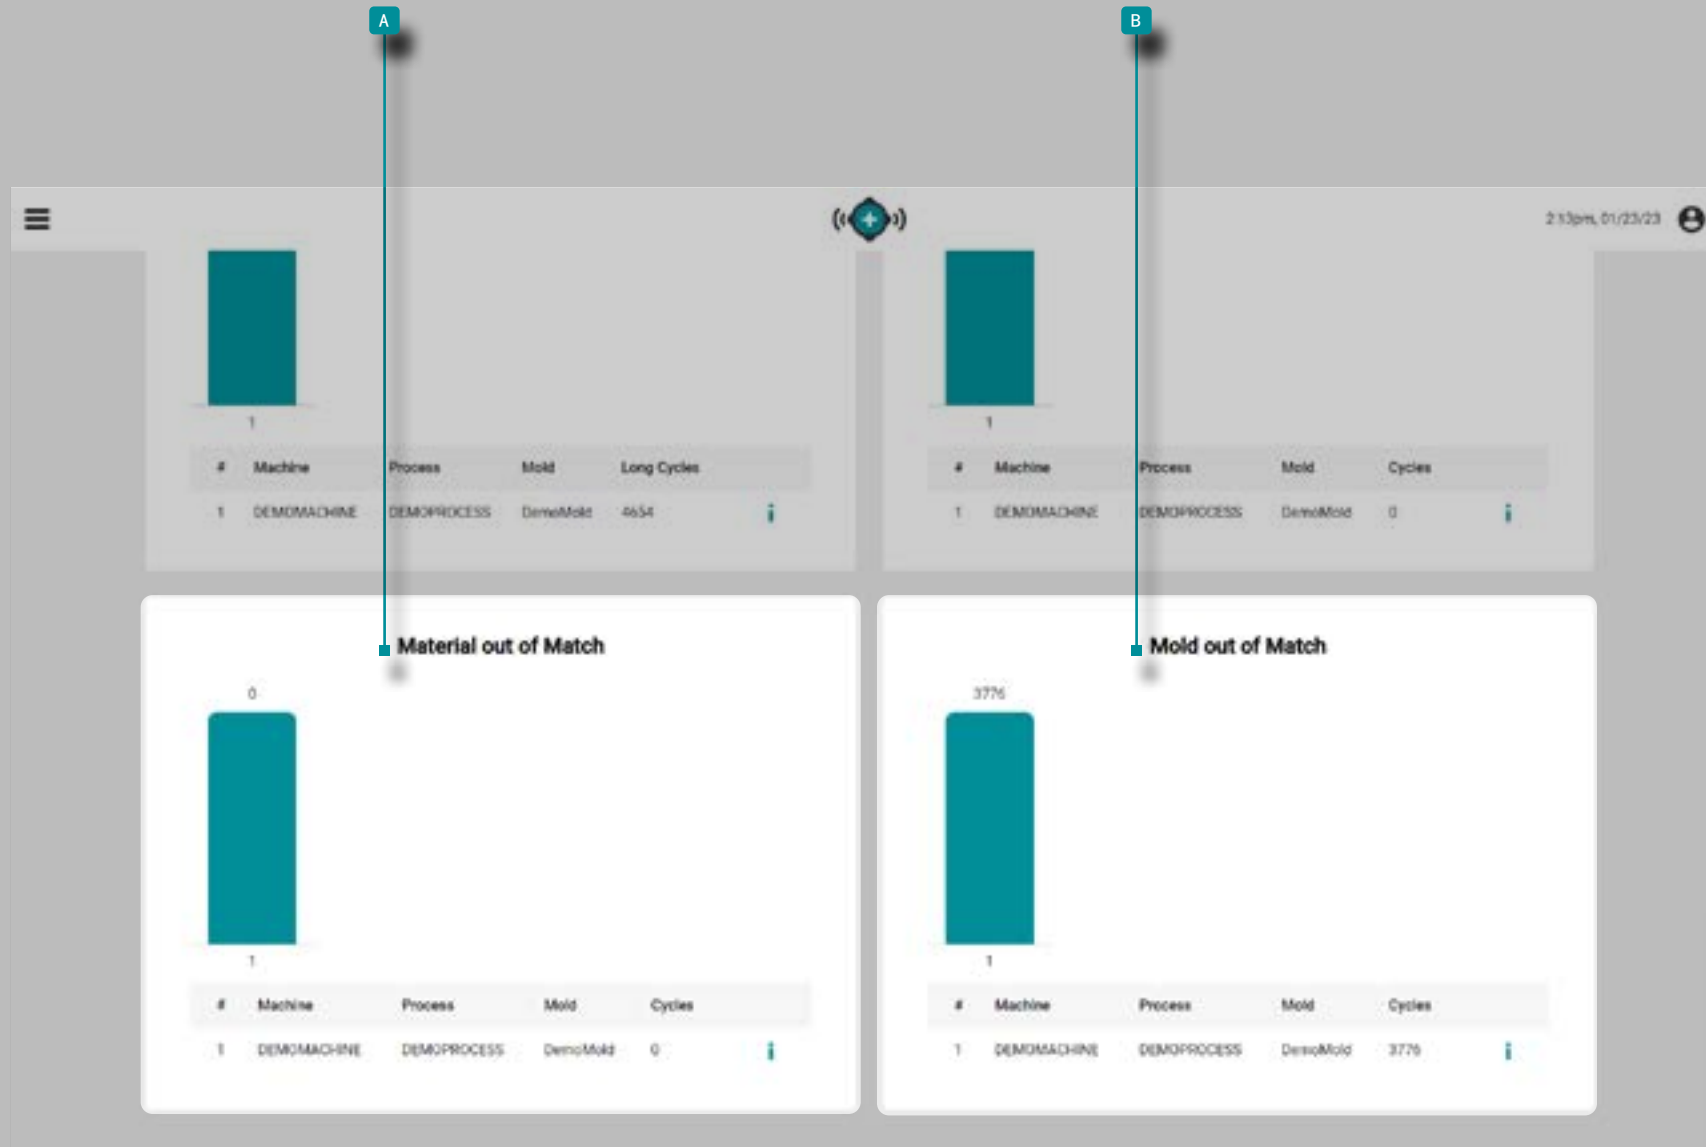 A B
2:13pm, 01/23/23
1 1
# Machine Process Mold Long Cycles
1 DEMOMACHINE DEMOPROCESS DemoMold 4654 i
# Machine Process Mold Cycles
1 DEMOMACHINE DEMOPROCESS DemoMold 0 i
Material out of Match
0
1
# Machine Process Mold Cycles
1 DEMOMACHINE DEMOPROCESS DemoMold 0 i
Mold out of Match
3776
1
# Machine Process Mold Cycles
1 DEMOMACHINE DEMOPROCESS DemoMold 3776 i